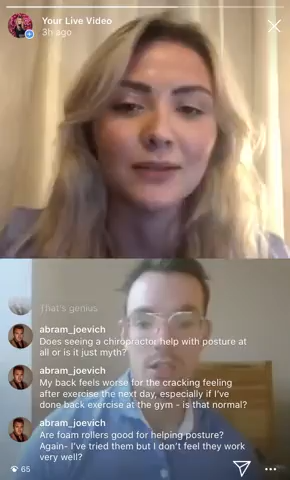 Your Live Video
3h ago
That's genius
abram_joevich
Does seeing a chiropractor help with posture
at all or is it just myth?
abram_joevich
My back feels worse for the cracking feeling
after exercise the next day, especially if I've
done back exercise at the gym - is that normal?
abram_joevich
Are foam rollers good for helping posture?
Again- I've tried them but I don't feel they work
very well?
65